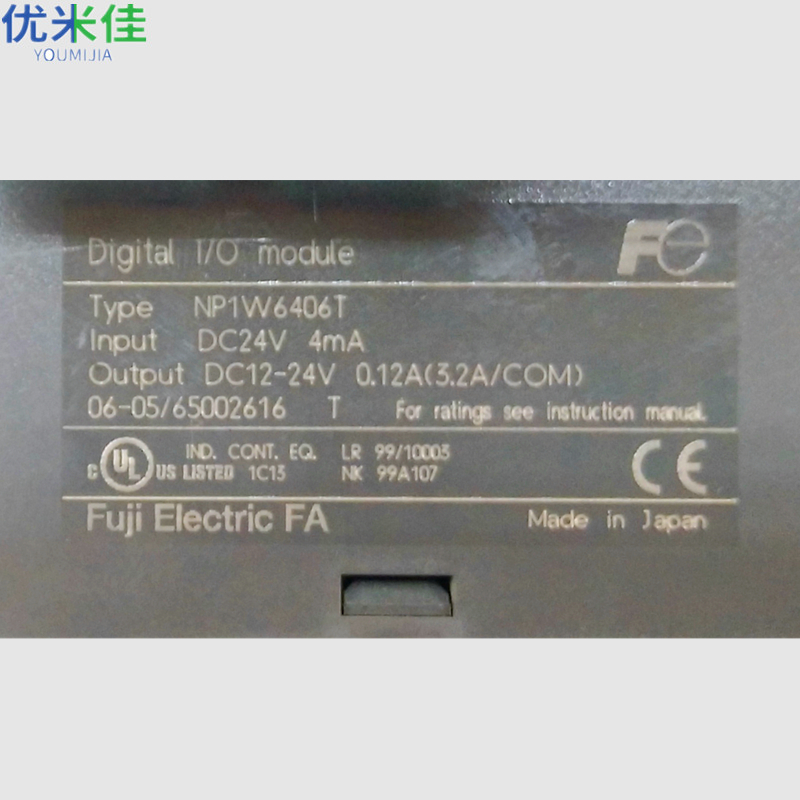 优米佳
YOUMIJIA
Digital I/O module
Fe
Type NP1W6406T
Input DC24V 4mA
Output DC12-24V 0.12A(3.2A/COM)
06-05/65002616 T For ratings see instruction manual.
C UL US LISTED IND. CONT. EQ. 1C13
LR 99/10003
NK 99A107
CE
Fuji Electric FA Made in Japan